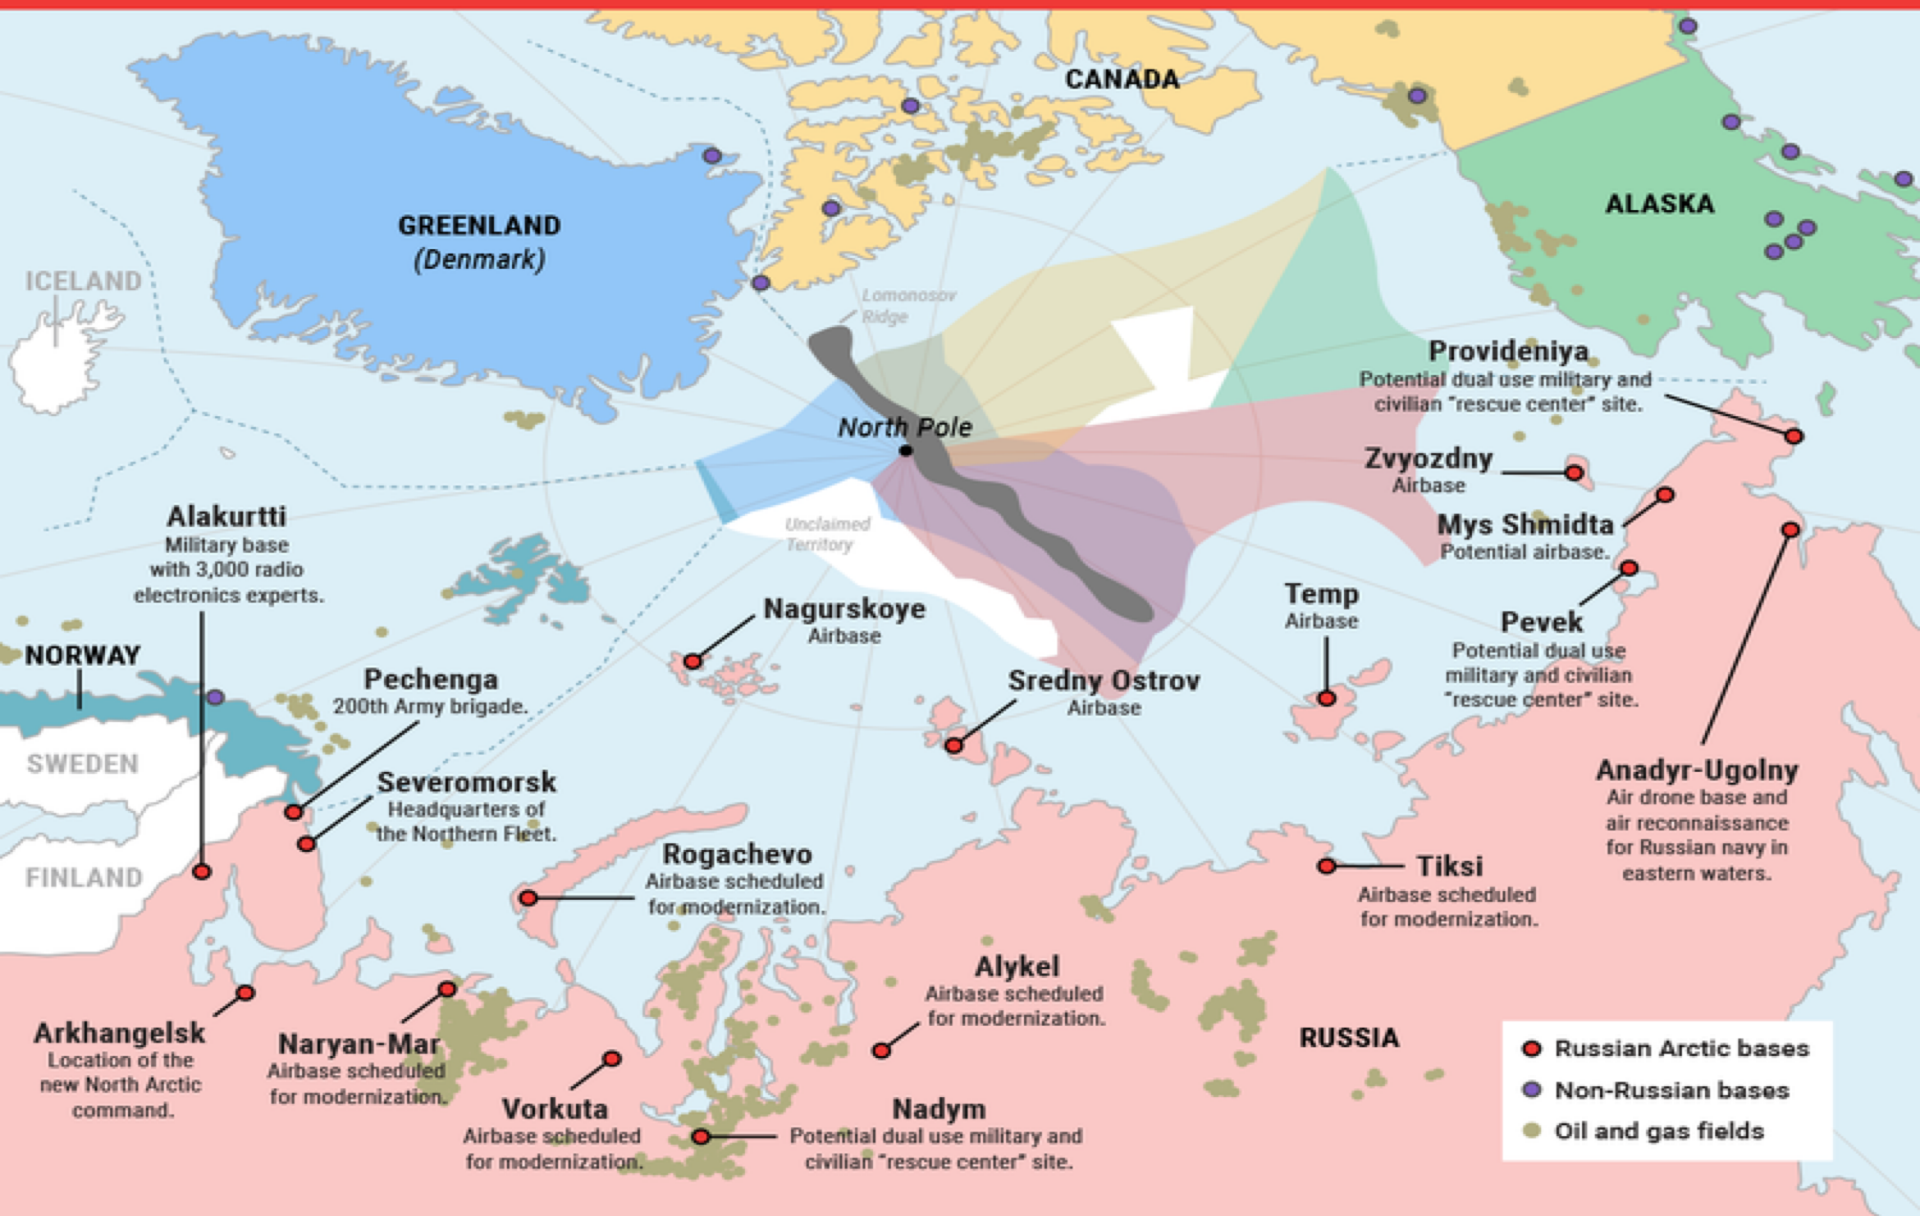 CANADA
GREENLAND
(Denmark)
ALASKA
ICELAND
Lomonosov
Ridge
North Pole
Unclaimed
Territory
Provideniya
Potential dual use military and
civilian "rescue center" site.
Zvyozdny
Airbase
Mys Shmidta
Potential airbase.
Alakurtti
Military base
with 3,000 radio
electronics experts.
Nagurskoye
Airbase
Temp
Airbase
Pevek
Potential dual use
military and civilian
"rescue center" site.
NORWAY
Pechenga
200th Army brigade.
Sredny Ostrov
Airbase
SWEDEN
Severomorsk
Headquarters of
the Northern Fleet.
Anadyr-Ugolny
Air drone base and
air reconnaissance
for Russian navy in
eastern waters.
FINLAND
Rogachevo
Airbase scheduled
for modernization.
Tiksi
Airbase scheduled
for modernization.
Alykel
Airbase scheduled
for modernization.
Arkhangelsk
Location of the
new North Arctic
command.
Naryan-Mar
Airbase scheduled
for modernization.
RUSSIA
Vorkuta
Airbase scheduled
for modernization.
Nadym
Potential dual use military and
civilian "rescue center" site.
Russian Arctic bases
Non-Russian bases
Oil and gas fields